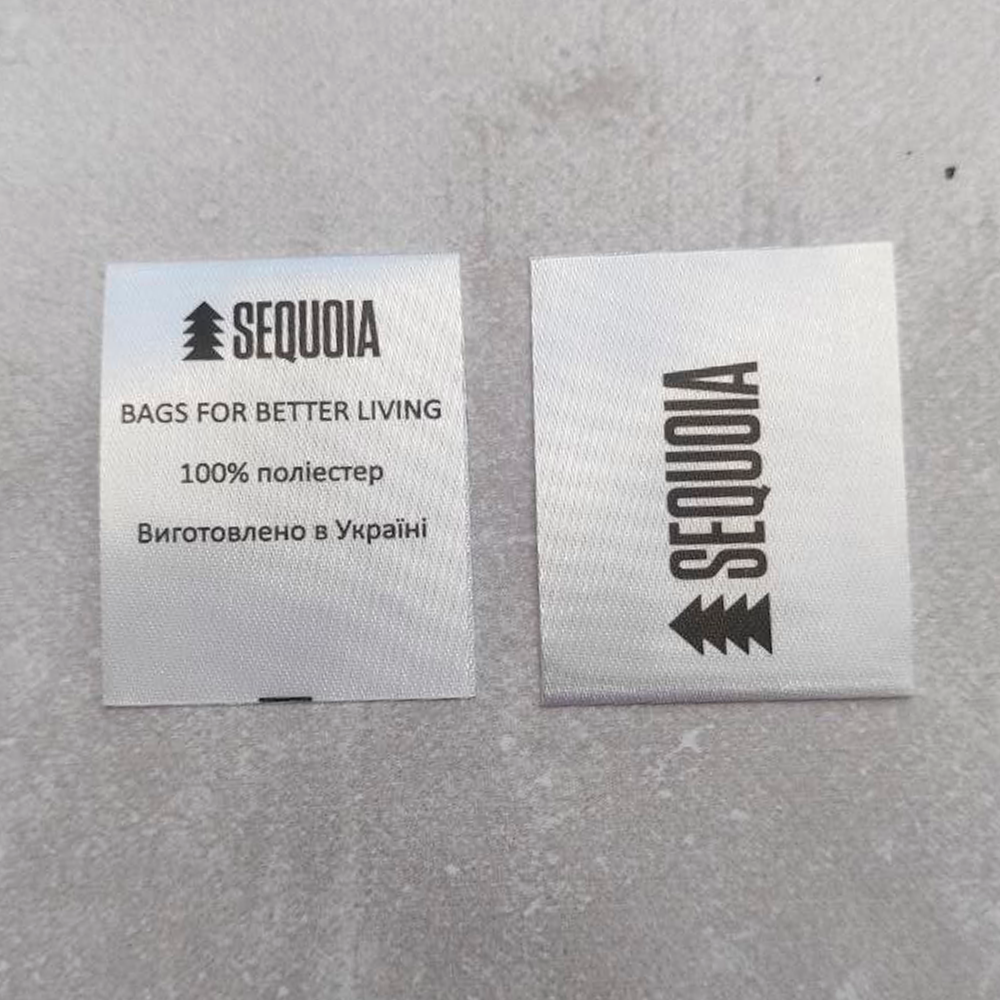 SEQUOIA
BAGS FOR BETTER LIVING
100% поліестер
Виготовлено в Україні
SEQUOIA